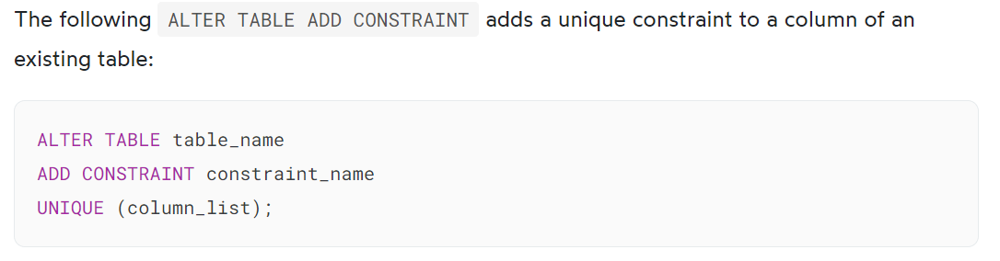 The following ALTER TABLE ADD CONSTRAINT adds a unique constraint to a column of an
existing table:
ALTER TABLE table_name
ADD CONSTRAINT constraint_name
UNIQUE (column_list);